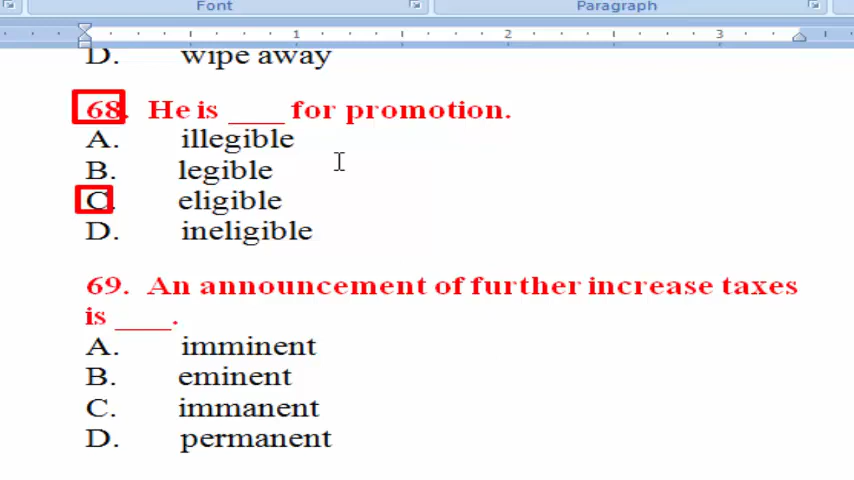 Font Paragraph
1 2 3
D. wipe away
68. He is ____ for promotion.
A. illegible
B. legible
C. eligible
D. ineligible
69. An announcement of further increase taxes
is ____.
A. imminent
B. eminent
C. immanent
D. permanent